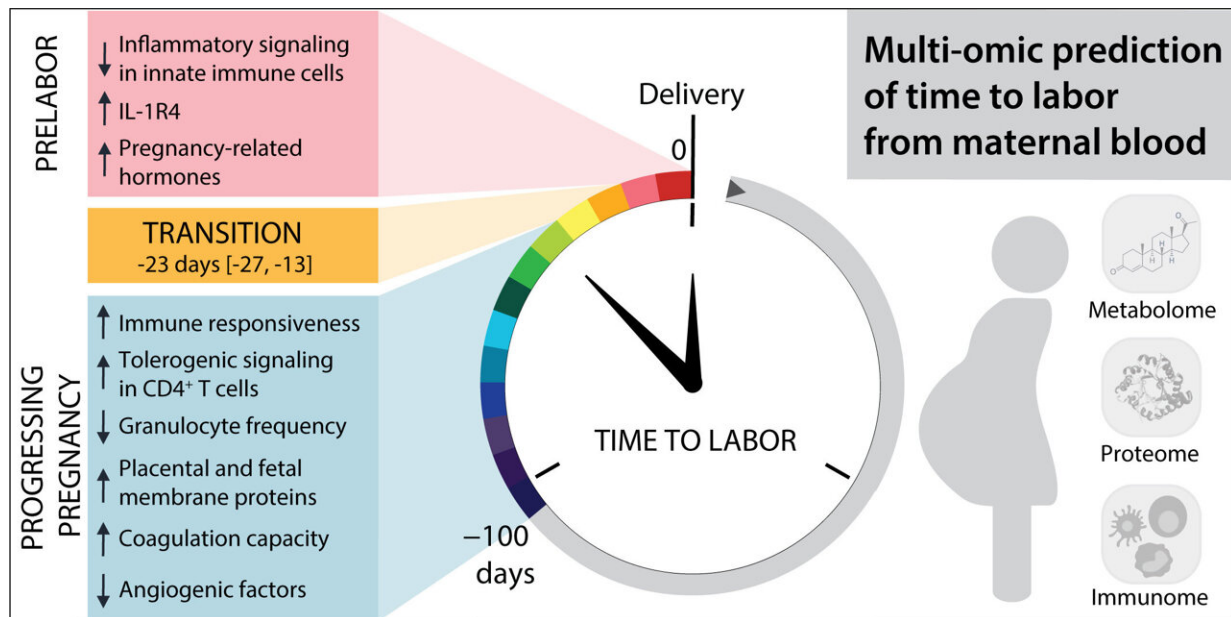 PRELABOR
↓ Inflammatory signaling
in innate immune cells
↑ IL-1R4
↑ Pregnancy-related
hormones
TRANSITION
-23 days [-27, -13]
PROGRESSING
PREGNANCY
↑ Immune responsiveness
↑ Tolerogenic signaling
in CD4⁺ T cells
↓ Granulocyte frequency
↑ Placental and fetal
membrane proteins
↑ Coagulation capacity
↓ Angiogenic factors
Delivery
0
TIME TO LABOR
−100
days
Multi-omic prediction
of time to labor
from maternal blood
O
O
H
H
H
H
Metabolome
Proteome
Immunome